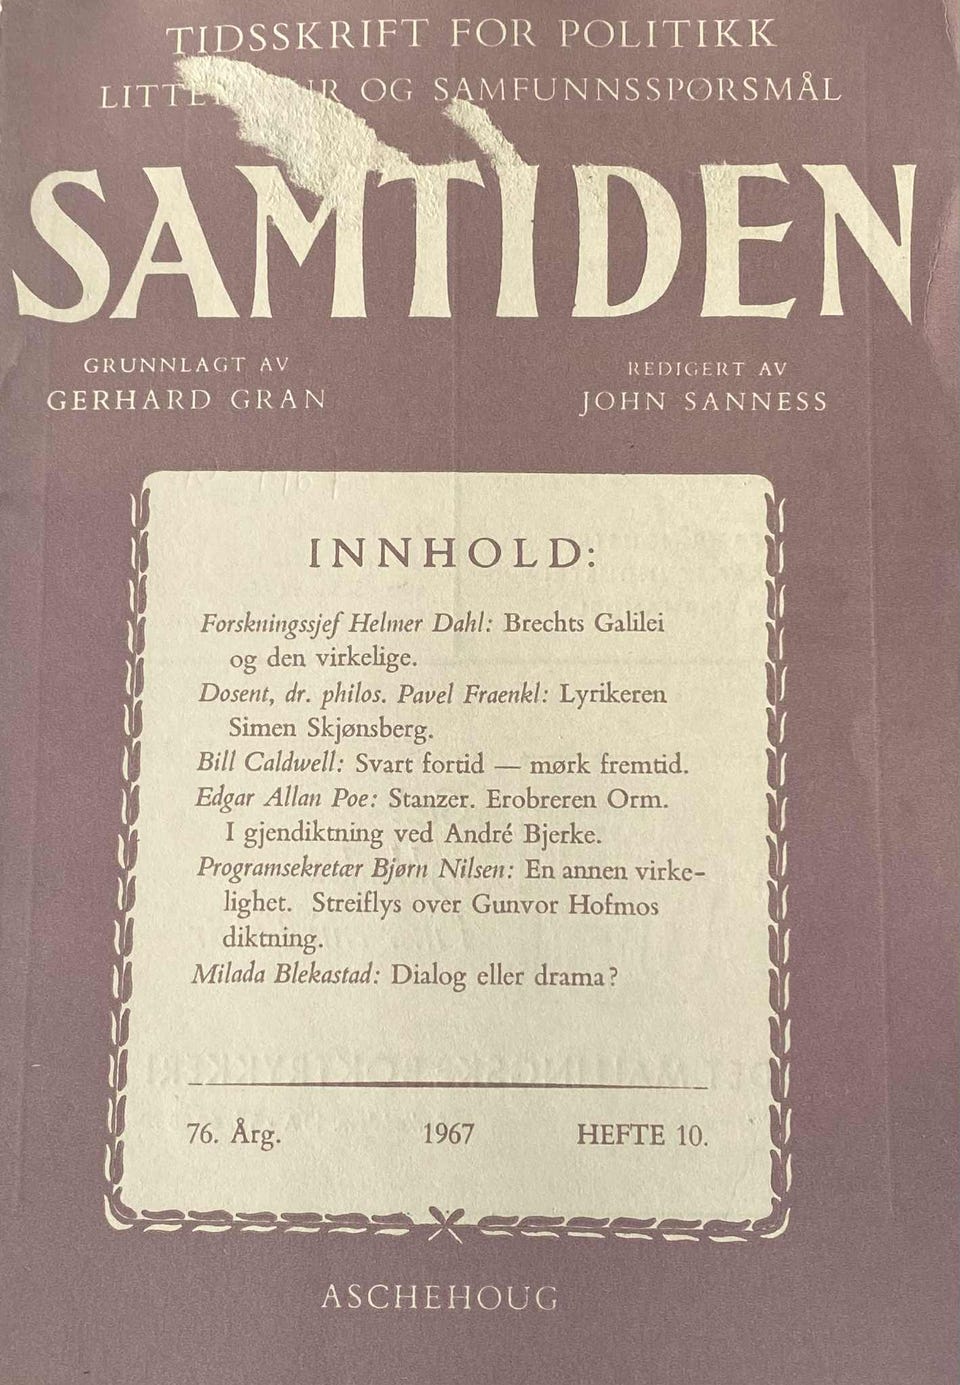 TIDSSKRIFT FOR POLITIKK
OG SAMFUNNSSPØRSMÅL
SAMTIDEN
GRUNNLAGT AV
GERHARD GRAN
REDIGERT AV
JOHN SANNESS
INNHOLD:
Forskningssjef Helmer Dahl: Brechts Galilei
og den virkelige.
Dosent, dr. philos. Pavel Fraenkl: Lyrikeren
Simen Skjønsberg.
Bill Caldwell: Svart fortid — mørk fremtid.
Edgar Allan Poe: Stanzer. Erobreren Orm.
I gjendiktning ved André Bjerke.
Programsekretær Bjørn Nilsen: En annen virke-
lighet. Streiflys over Gunvor Hofmos
diktning.
Milada Blekastad: Dialog eller drama?
76. Årg. 1967 HEFTE 10.
ASCHEHOUG